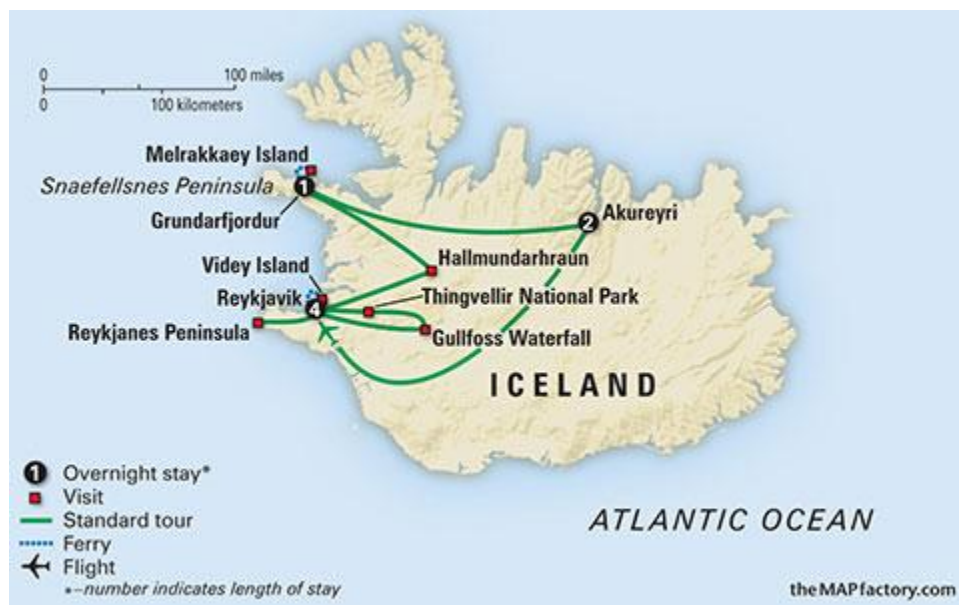 0 100 miles
0 100 kilometers
Melrakkaey Island
Snaefellsnes Peninsula
1
Grundarfjordur
2
Akureyri
Hallmundarhraun
Videy Island
Reykjavik
4
Thingvellir National Park
Reykjanes Peninsula
Gullfoss Waterfall
ICELAND
1 Overnight stay*
Visit
Standard tour
Ferry
Flight
*–number indicates length of stay
ATLANTIC OCEAN
theMAPfactory.com